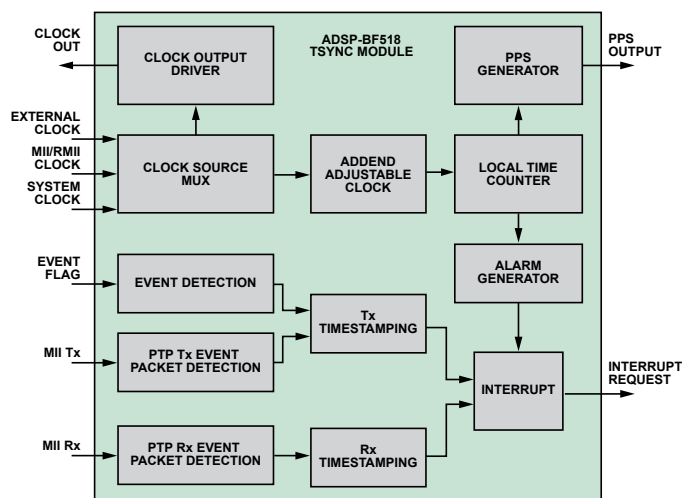 CLOCK
OUT
CLOCK OUTPUT
DRIVER
ADSP-BF518
TSYNC MODULE
PPS
GENERATOR
PPS
OUTPUT
EXTERNAL
CLOCK
MII/RMII
CLOCK
SYSTEM
CLOCK
CLOCK SOURCE
MUX
ADDEND
ADJUSTABLE
CLOCK
LOCAL TIME
COUNTER
EVENT
FLAG
EVENT DETECTION
ALARM
GENERATOR
Tx
TIMESTAMPING
MII Tx
PTP Tx EVENT
PACKET DETECTION
INTERRUPT
INTERRUPT
REQUEST
MII Rx
PTP Rx EVENT
PACKET DETECTION
Rx
TIMESTAMPING